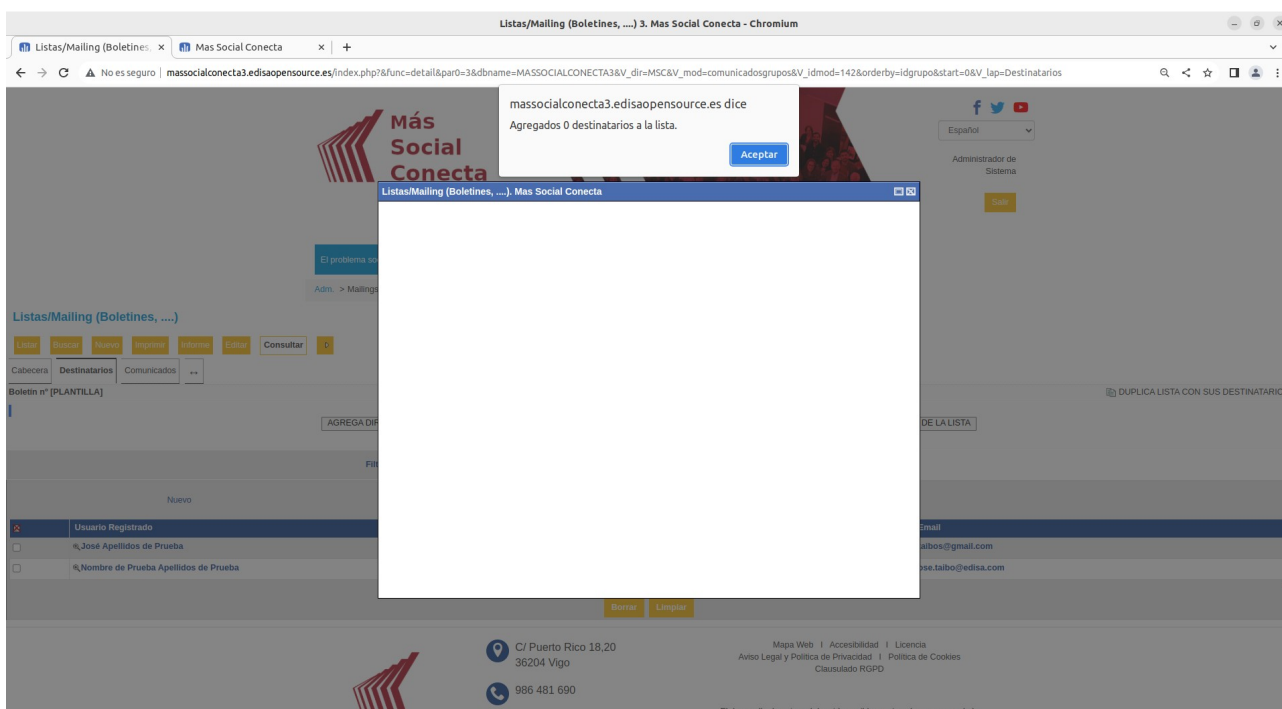 Listas/Mailing (Boletines, ....) 3. Mas Social Conecta - Chromium
Listas/Mailing (Boletines,
Mas Social Conecta
No es seguro | massocialconecta3.edisaopensource.es/index.php?&func=detail&par0=3&dbname=MASSOCIALCONECTA3&V_dir=MSC&V_mod=comunicadosgrupos&V_idmod=142&orderby=idgrupo&start=0&V_lap=Destinatarios
massocialconecta3.edisaopensource.es dice
Agregados 0 destinatarios a la lista.
Aceptar
Más
Social
Conecta
Español
Administrador de
Sistema
Salir
Listas/Mailing (Boletines, ....). Mas Social Conecta
El problema so
Adm. > Mailings
Listas/Mailing (Boletines, ....)
Listar Buscar Nuevo Imprimir Informe Editar Consultar
Cabecera Destinatarios Comunicados
Boletin nº [PLANTILLA]
DUPLICA LISTA CON SUS DESTINATARIO
AGREGA DIF
DE LA LISTA
Filt
Nuevo
Usuario Registrado
Email
José Apellidos de Prueba
aibos@gmail.com
Nombre de Prueba Apellidos de Prueba
ose.taibo@edisa.com
Borrar Limpiar
C/ Puerto Rico 18,20
36204 Vigo
986 481 690
Mapa Web I Accesibilidad I Licencia
Aviso Legal y Política de Privacidad I Política de Cookies
Clausulado RGPD